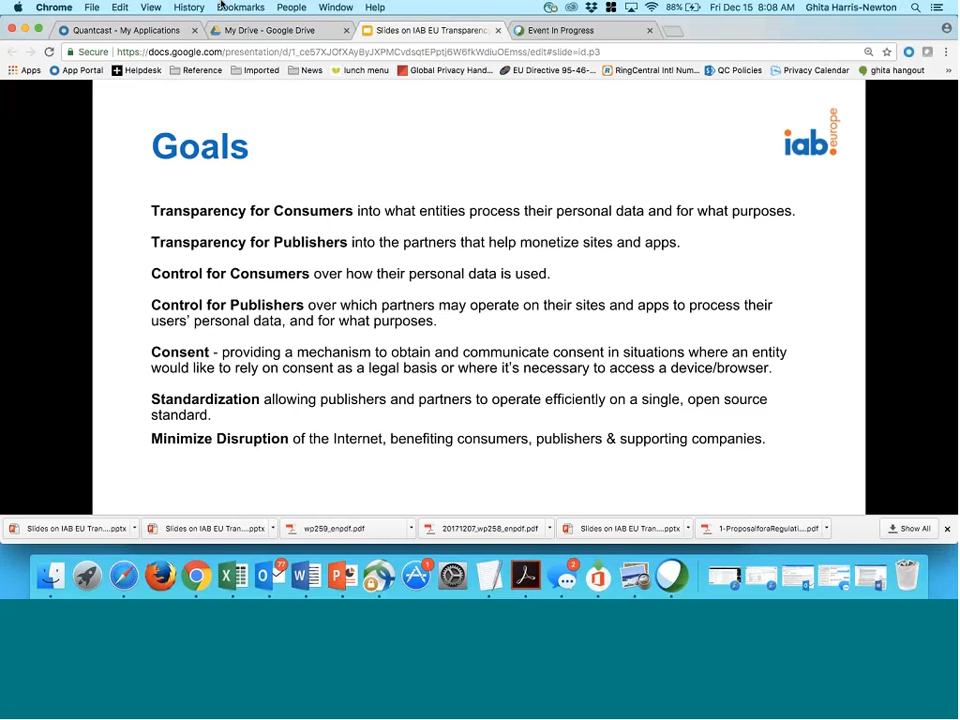 Chrome File Edit View History Bookmarks People Window Help 88% Fri Dec 15 8:08 AM Ghita Harris-Newton
Quantcast - My Applications × My Drive - Google Drive × Slides on IAB EU Transparenc × Event In Progress ×
Secure https://docs.google.com/presentation/d/1_ce57XJOfXAyByJXPMCvdsqtEPptj6W6fkWdiuOEmss/edit#slide=id.p3
Apps App Portal Helpdesk Reference Imported News lunch menu Global Privacy Hand... EU Directive 95-46-... RingCentral Intl Num... QC Policies Privacy Calendar ghita hangout »
Goals
iab europe
Transparency for Consumers into what entities process their personal data and for what purposes.
Transparency for Publishers into the partners that help monetize sites and apps.
Control for Consumers over how their personal data is used.
Control for Publishers over which partners may operate on their sites and apps to process their
users’ personal data, and for what purposes.
Consent - providing a mechanism to obtain and communicate consent in situations where an entity
would like to rely on consent as a legal basis or where it’s necessary to access a device/browser.
Standardization allowing publishers and partners to operate efficiently on a single, open source
standard.
Minimize Disruption of the Internet, benefiting consumers, publishers & supporting companies.
Slides on IAB EU Tran....pptx Slides on IAB EU Tran....pptx wp259_enpdf.pdf 20171207_wp258_enpdf.pdf Slides on IAB EU Tran....pptx 1-ProposalforaRegulati....pdf Show All ×
77 1 2